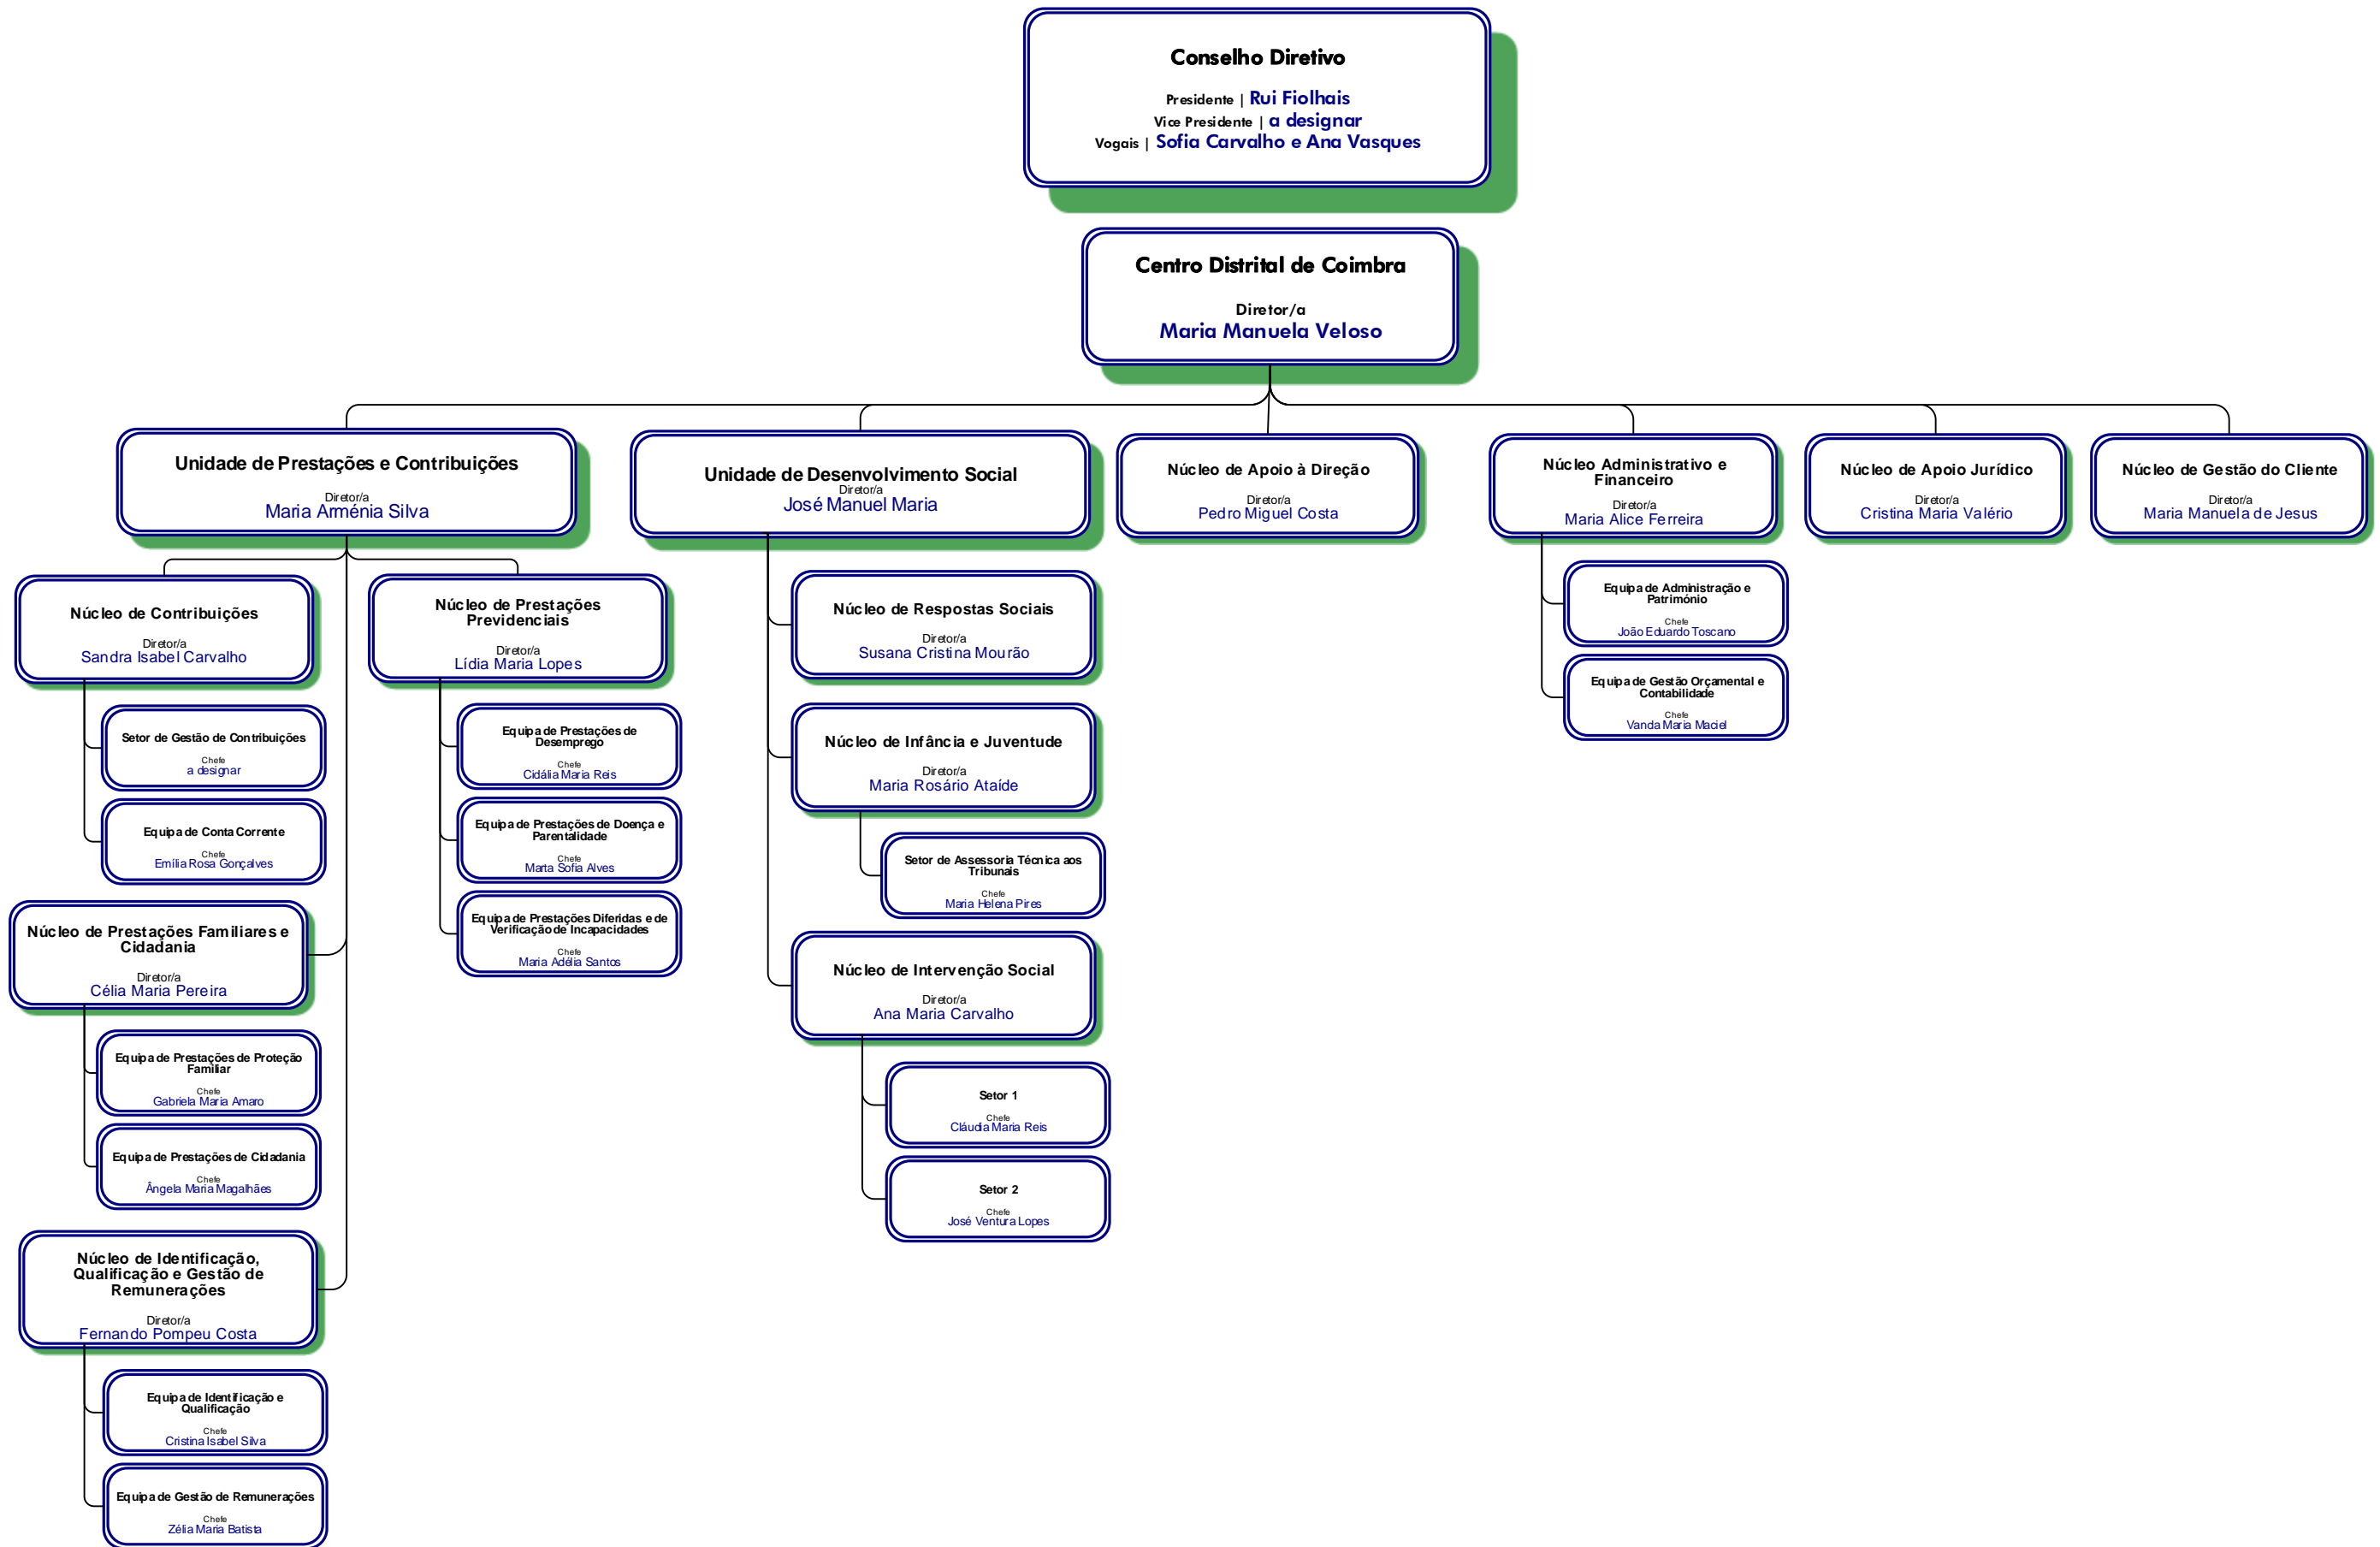 Conselho Diretivo
Presidente | Rui Fiolhais
Vice Presidente | a designar
Vogais | Sofia Carvalho e Ana Vasques
Centro Distrital de Coimbra
Diretor/a
Maria Manuela Veloso
Unidade de Prestações e Contribuições
Diretor/a
Maria Arménia Silva
Unidade de Desenvolvimento Social
Diretor/a
José Manuel Maria
Núcleo de Apoio à Direção
Diretor/a
Pedro Miguel Costa
Núcleo Administrativo e
Financeiro
Diretor/a
Maria Alice Ferreira
Núcleo de Apoio Jurídico
Diretor/a
Cristina Maria Valério
Núcleo de Gestão do Cliente
Diretor/a
Maria Manuela de Jesus
Núcleo de Contribuições
Diretor/a
Sandra Isabel Carvalho
Setor de Gestão de Contribuições
Chefe
a designar
Equipa de Conta Corrente
Chefe
Emília Rosa Gonçalves
Núcleo de Prestações Familiares e
Cidadania
Diretor/a
Célia Maria Pereira
Equipa de Prestações de Proteção
Familiar
Chefe
Gabriela Maria Amaro
Equipa de Prestações de Cidadania
Chefe
Ângela Maria Magalhães
Núcleo de Identificação,
Qualificação e Gestão de
Remunerações
Diretor/a
Fernando Pompeu Costa
Equipa de Identificação e
Qualificação
Chefe
Cristina Isabel Silva
Equipa de Gestão de Remunerações
Chefe
Zélia Maria Batista
Núcleo de Prestações
Previdenciais
Diretor/a
Lídia Maria Lopes
Equipa de Prestações de
Desemprego
Chefe
Cidália Maria Reis
Equipa de Prestações de Doença e
Parentalidade
Chefe
Marta Sofia Alves
Equipa de Prestações Diferidas e de
Verificação de Incapacidades
Chefe
Maria Adélia Santos
Núcleo de Respostas Sociais
Diretor/a
Susana Cristina Mourão
Núcleo de Infância e Juventude
Diretor/a
Maria Rosário Ataíde
Setor de Assessoria Técnica aos
Tribunais
Chefe
Maria Helena Pires
Núcleo de Intervenção Social
Diretor/a
Ana Maria Carvalho
Setor 1
Chefe
Cláudia Maria Reis
Setor 2
Chefe
José Ventura Lopes
Equipa de Administração e
Património
Chefe
João Eduardo Toscano
Equipa de Gestão Orçamental e
Contabilidade
Chefe
Vanda Maria Maciel